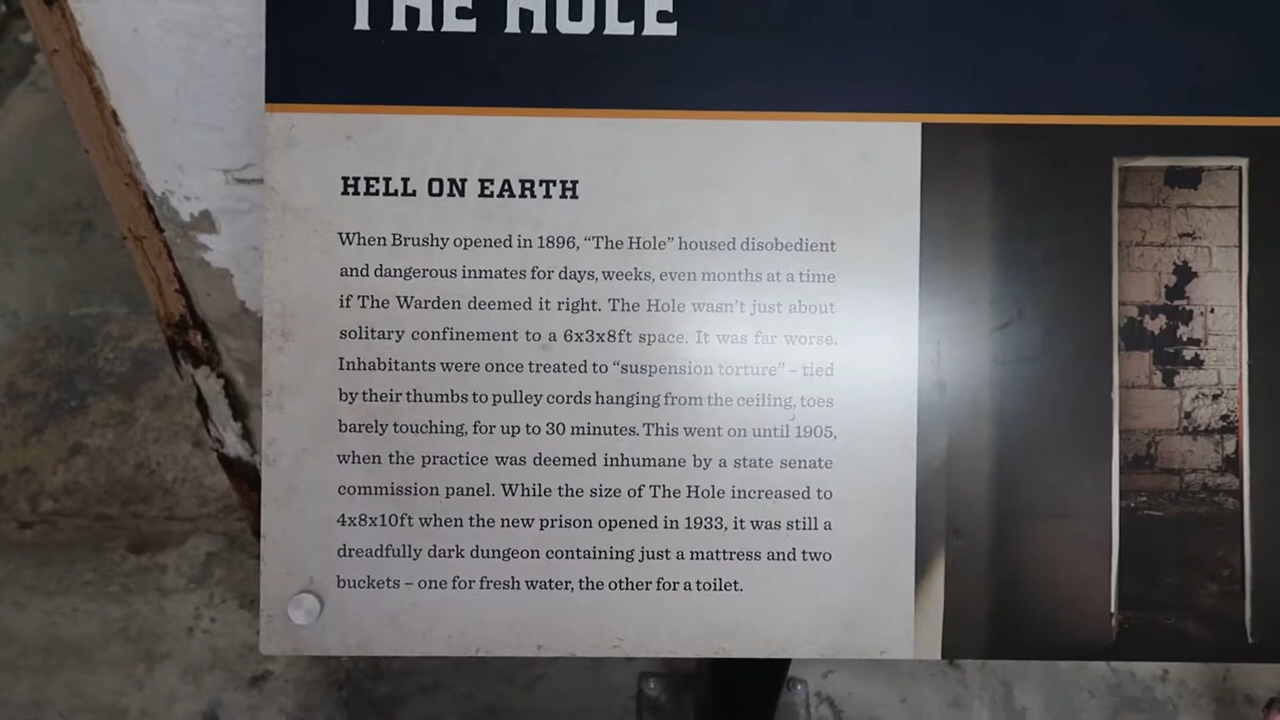 THE HOLE
HELL ON EARTH
When Brushy opened in 1896, “The Hole” housed disobedient
and dangerous inmates for days, weeks, even months at a time
if The Warden deemed it right. The Hole wasn’t just about
solitary confinement to a 6x3x8ft space. It was far worse.
Inhabitants were once treated to “suspension torture” – tied
by their thumbs to pulley cords hanging from the ceiling, toes
barely touching, for up to 30 minutes. This went on until 1905,
when the practice was deemed inhumane by a state senate
commission panel. While the size of The Hole increased to
4x8x10ft when the new prison opened in 1933, it was still a
dreadfully dark dungeon containing just a mattress and two
buckets – one for fresh water, the other for a toilet.